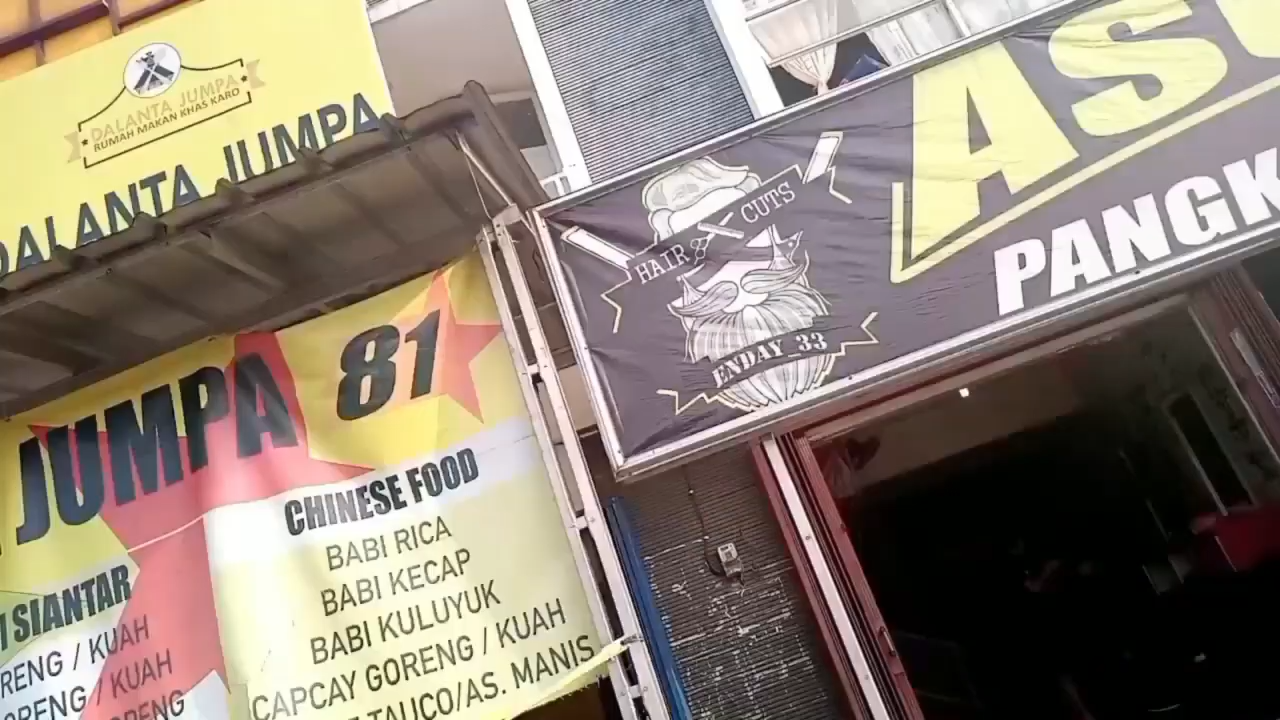 DALANTA JUMPA
RUMAH MAKAN KHAS KARO
DALANTA JUMPA
JUMPA 81
CHINESE FOOD
BABI RICA
BABI KECAP
BABI KULUYUK
CAPCAY GORENG / KUAH
TAUCO/AS. MANIS
SIANTAR
RENG / KUAH
ORENG / KUAH
HAIR CUTS
ENDAY_33
AS
PANGK